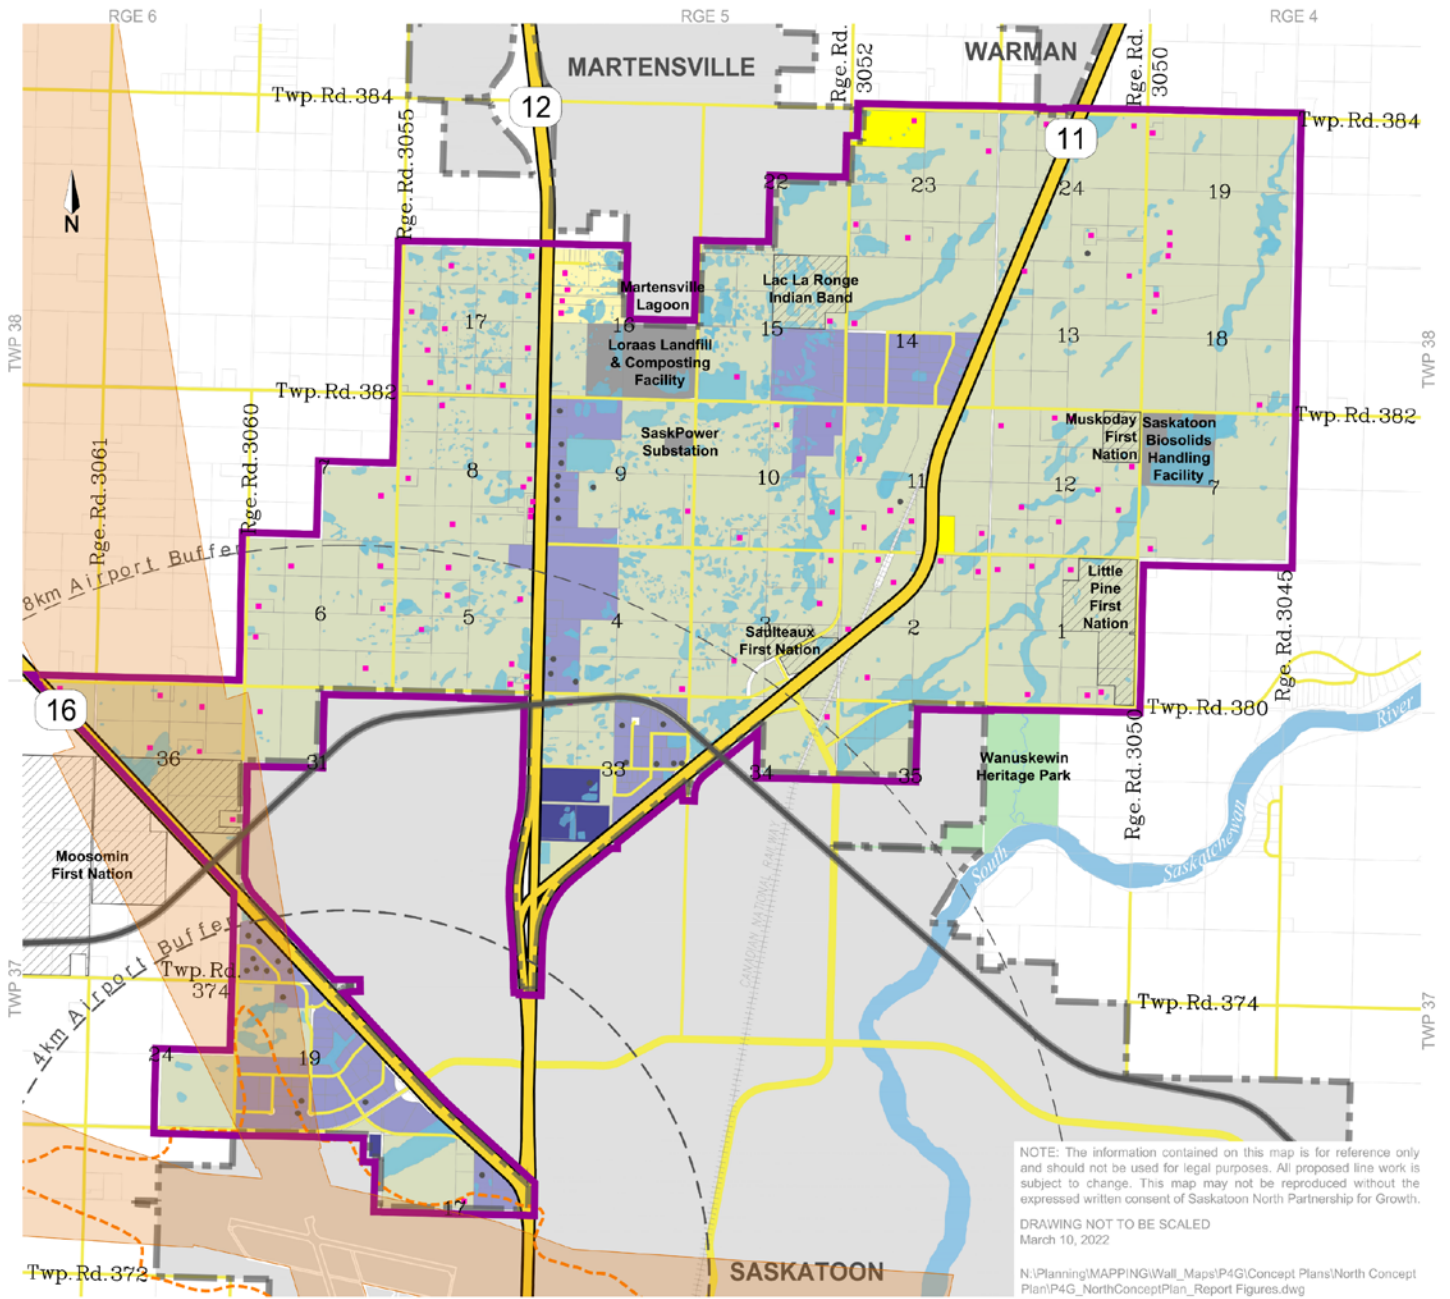 RGE 6
RGE 5
RGE 4
MARTENSVILLE
WARMAN
Rge.Rd.
3052
Rge.Rd.
3050
Twp.Rd.384
12
11
Twp.Rd.384
Rge.Rd.3055
N
22
23
24
19
Martensville
Lagoon
Lac La Ronge
Indian Band
17
16
15
14
13
18
TWP 38
TWP 38
Loraas Landfill
& Composting
Facility
Twp.Rd.382
Twp.Rd.382
Rge.Rd.3061
Rge.Rd.3060
SaskPower
Substation
Muskoday
First
Nation
Saskatoon
Biosolids
Handling
Facility
7
8
9
10
11
12
7
8km Airport Buffer
Little
Pine
First
Nation
6
5
4
3
2
1
Saulteaux
First Nation
Rge.Rd.3045
16
Twp.Rd.380
River
Rge.Rd.3050
36
31
33
34
35
Wanuskewin
Heritage Park
South
Saskatchewan
Moosomin
First Nation
CANADIAN NATIONAL RAILWAY
4km Airport Buffer
Twp.Rd.
374
Twp.Rd.374
TWP 37
TWP 37
24
19
17
NOTE: The information contained on this map is for reference only
and should not be used for legal purposes. All proposed line work is
subject to change. This map may not be reproduced without the
expressed written consent of Saskatoon North Partnership for Growth.
DRAWING NOT TO BE SCALED
March 10, 2022
Twp.Rd.372
SASKATOON
N:\Planning\MAPPING\Wall_Maps\P4G\Concept Plans\North Concept
Plan\P4G_NorthConceptPlan_Report Figures.dwg